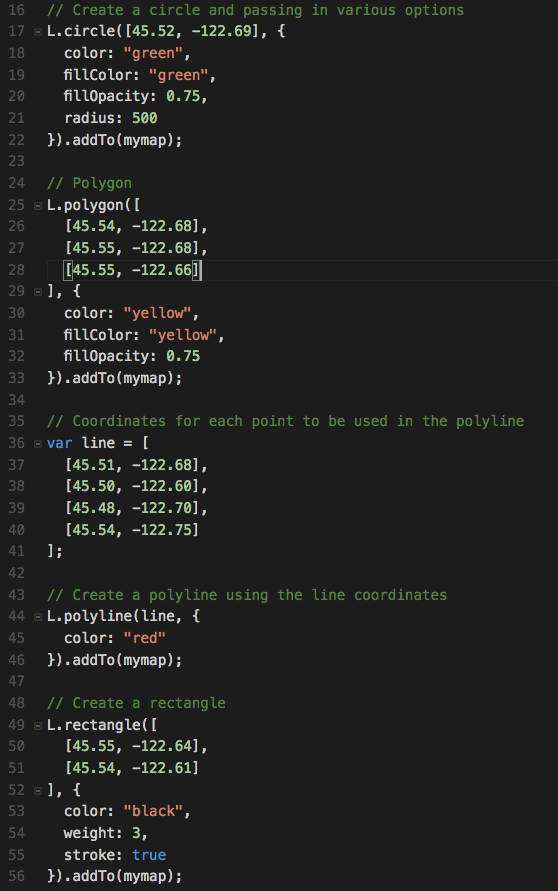 16 // Create a circle and passing in various options
17 L.circle([45.52, -122.69], {
18 color: "green",
19 fillColor: "green",
20 fillOpacity: 0.75,
21 radius: 500
22 }).addTo(mymap);
23
24 // Polygon
25 L.polygon([
26 [45.54, -122.68],
27 [45.55, -122.68],
28 [45.55, -122.66]
29 ], {
30 color: "yellow",
31 fillColor: "yellow",
32 fillOpacity: 0.75
33 }).addTo(mymap);
34
35 // Coordinates for each point to be used in the polyline
36 var line = [
37 [45.51, -122.68],
38 [45.50, -122.60],
39 [45.48, -122.70],
40 [45.54, -122.75]
41 ];
42
43 // Create a polyline using the line coordinates
44 L.polyline(line, {
45 color: "red"
46 }).addTo(mymap);
47
48 // Create a rectangle
49 L.rectangle([
50 [45.55, -122.64],
51 [45.54, -122.61]
52 ], {
53 color: "black",
54 weight: 3,
55 stroke: true
56 }).addTo(mymap);